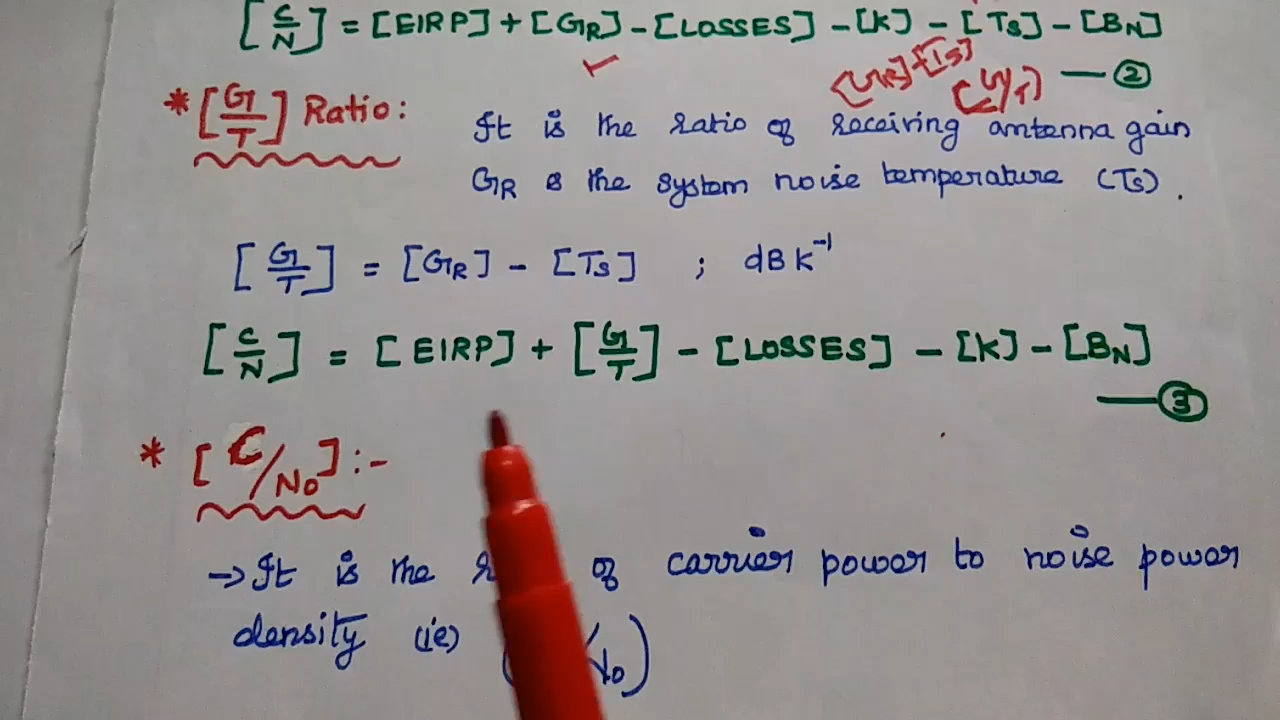 [C/N] = [EIRP] + [GR] - [LOSSES] - [K] - [TS] - [BN]
[GR] - [TS]
[G/T] — ②
* [G/T] Ratio:
It is the ratio of receiving antenna gain
GR & the system noise temperature (Ts).
[G/T] = [GR] - [TS] ; dBK⁻¹
[C/N] = [EIRP] + [G/T] - [LOSSES] - [K] - [BN]
— ③
* [C/N0] :-
→ It is the of carrier power to noise power
density (ie)